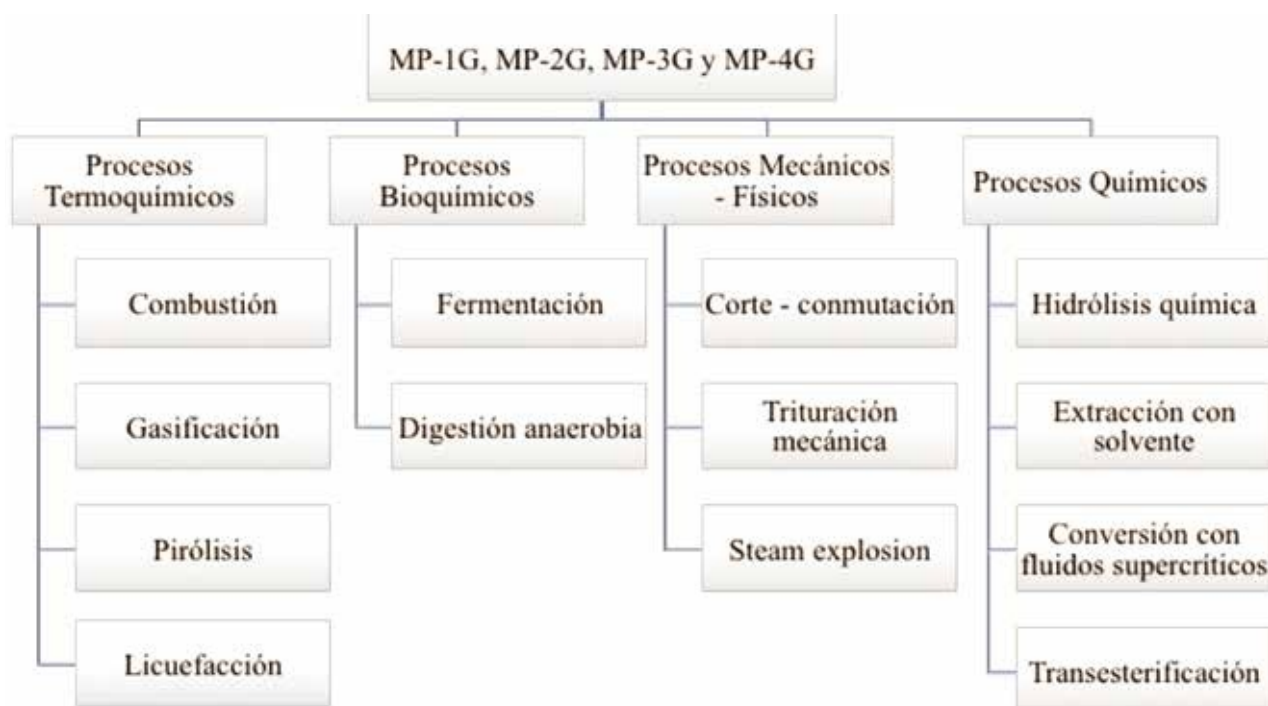 MP-1G, MP-2G, MP-3G y MP-4G
Procesos
Termoquímicos
Combustión
Gasificación
Pirólisis
Licuefacción
Procesos
Bioquímicos
Fermentación
Digestión anaerobia
Procesos Mecánicos
- Físicos
Corte - conmutación
Trituración
mecánica
Steam explosion
Procesos Químicos
Hidrólisis química
Extracción con
solvente
Conversión con
fluidos supercríticos
Transesterificación